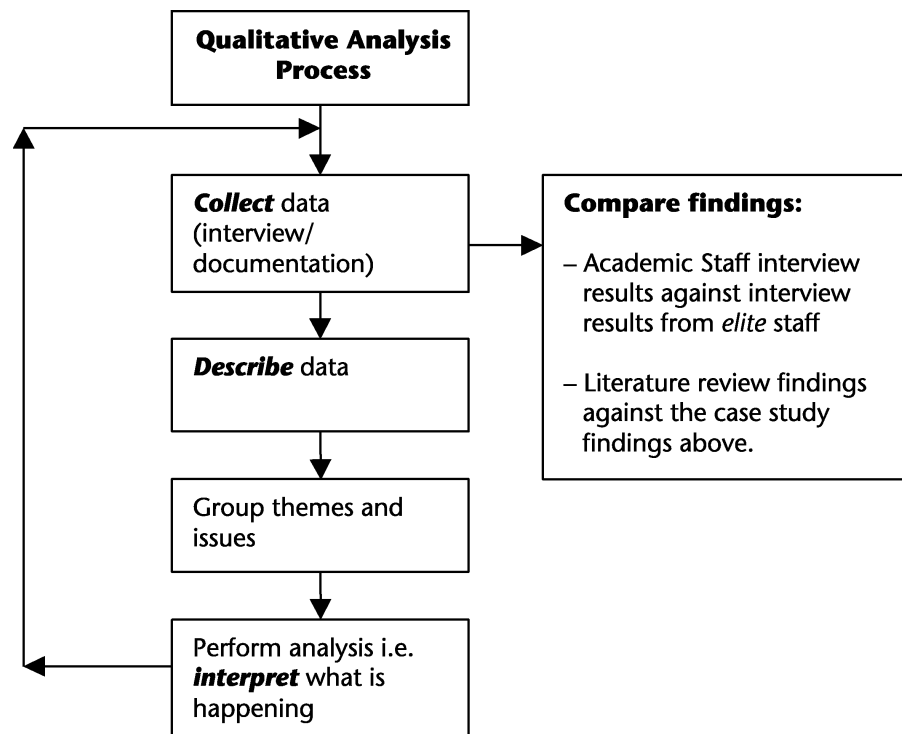 Qualitative Analysis
Process
Collect data
(interview/
documentation)
Compare findings:
– Academic Staff interview
results against interview
results from elite staff
– Literature review findings
against the case study
findings above.
Describe data
Group themes and
issues
Perform analysis i.e.
interpret what is
happening